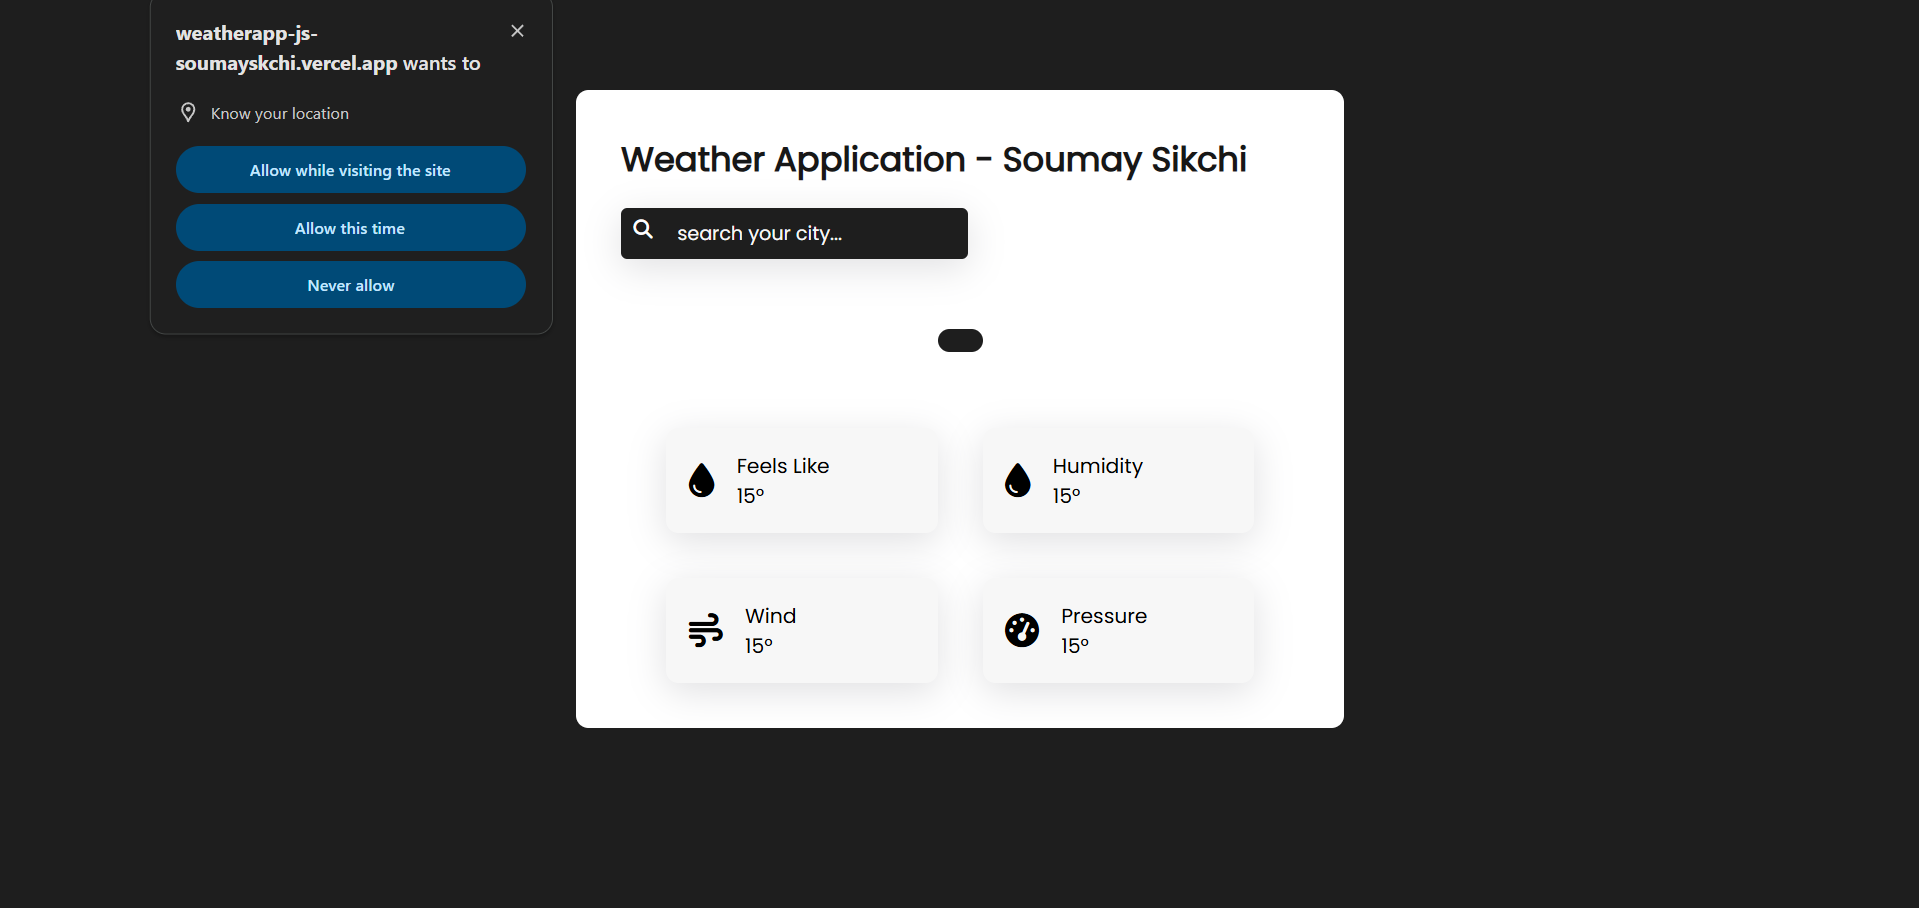 weatherapp-js-
soumayskchi.vercel.app wants to
Know your location
Allow while visiting the site
Allow this time
Never allow
Weather Application - Soumay Sikchi
search your city...
Feels Like
15°
Humidity
15°
Wind
15°
Pressure
15°